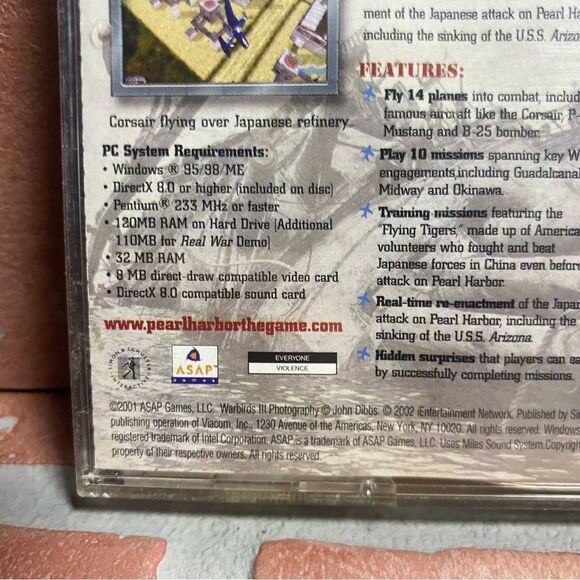 ment of the Japanese attack on Pearl
including the sinking of the U.S.S. Arizo
FEATURES:
Fly 14 planes into combat, includ
famous aircraft like the Corsair, P-
Mustang and B-25 bomber.
Play 10 missions spanning key W
engagements,including Guadalcanal
Midway and Okinawa.
Training missions featuring the
"Flying Tigers," made up of America
volunteers who fought and beat
Japanese forces in China even before
attack on Pearl Harbor.
Real-time re-enactment of the Japa
attack on Pearl Harbor, including the
sinking of the U.S.S. Arizona.
Hidden surprises that players can ea
by successfully completing missions.
Corsair flying over Japanese refinery
PC System Requirements:
• Windows ® 95/98/ME
• DirectX 8.0 or higher (included on disc)
• Pentium® 233 MHz or faster
• 120MB RAM on Hard Drive (Additional
110MB for Real War Demo)
• 32 MB RAM
• 8 MB direct-draw compatible video card
• DirectX 8.0 compatible sound card
www.pearlharborthegame.com
SIMON & SCHUSTER
INTERACTIVE
ASAP
GAMES
EVERYONE
VIOLENCE
©2001 ASAP Games, LLC. Warbirds III Photography © John Dibbs. © 2002 iEntertainment Network. Published by Si
publishing operation of Viacom, Inc., 1230 Avenue of the Americas, New York, NY 10020. All rights reserved. Windows
registered trademark of Intel Corporation. ASAP is a trademark of ASAP Games, LLC. Uses Miles Sound System.Copyrigh
property of their respective owners. All rights reserved.